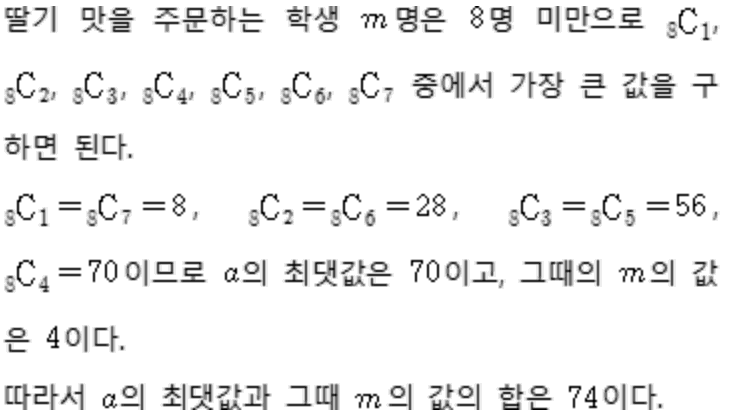 딸기 맛을 주문하는 학생 m명은 8명 미만으로 ₈C₁,
₈C₂, ₈C₃, ₈C₄, ₈C₅, ₈C₆, ₈C₇ 중에서 가장 큰 값을 구
하면 된다.
₈C₁=₈C₇=8, ₈C₂=₈C₆=28, ₈C₃=₈C₅=56,
₈C₄=70이므로 a의 최댓값은 70이고, 그때의 m의 값
은 4이다.
따라서 a의 최댓값과 그때 m의 값의 합은 74이다.